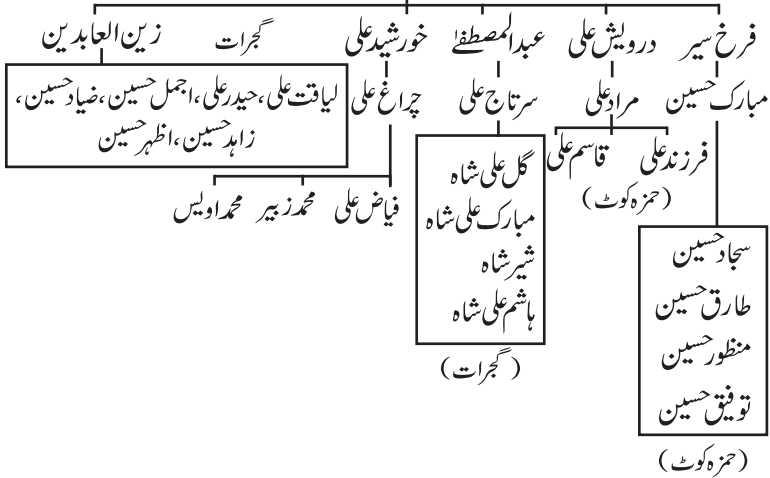 فرخ سیر درویش علی عبدالمصطفےٰ خورشید علی گجرات زین العابدین
مبارک حسین مراد علی سرتاج علی چراغ علی
لیاقت علی، حیدر علی، اجمل حسین، ضیاد حسین،
زاہد حسین، اظہر حسین
فرزند علی قاسم علی
(حمزہ کوٹ)
گل علی شاہ
مبارک علی شاہ
شیر شاہ
ہاشم علی شاہ
(گجرات)
فیاض علی محمد زبیر محمد اویس
سجاد حسین
طارق حسین
منظور حسین
توفیق حسین
(حمزہ کوٹ)